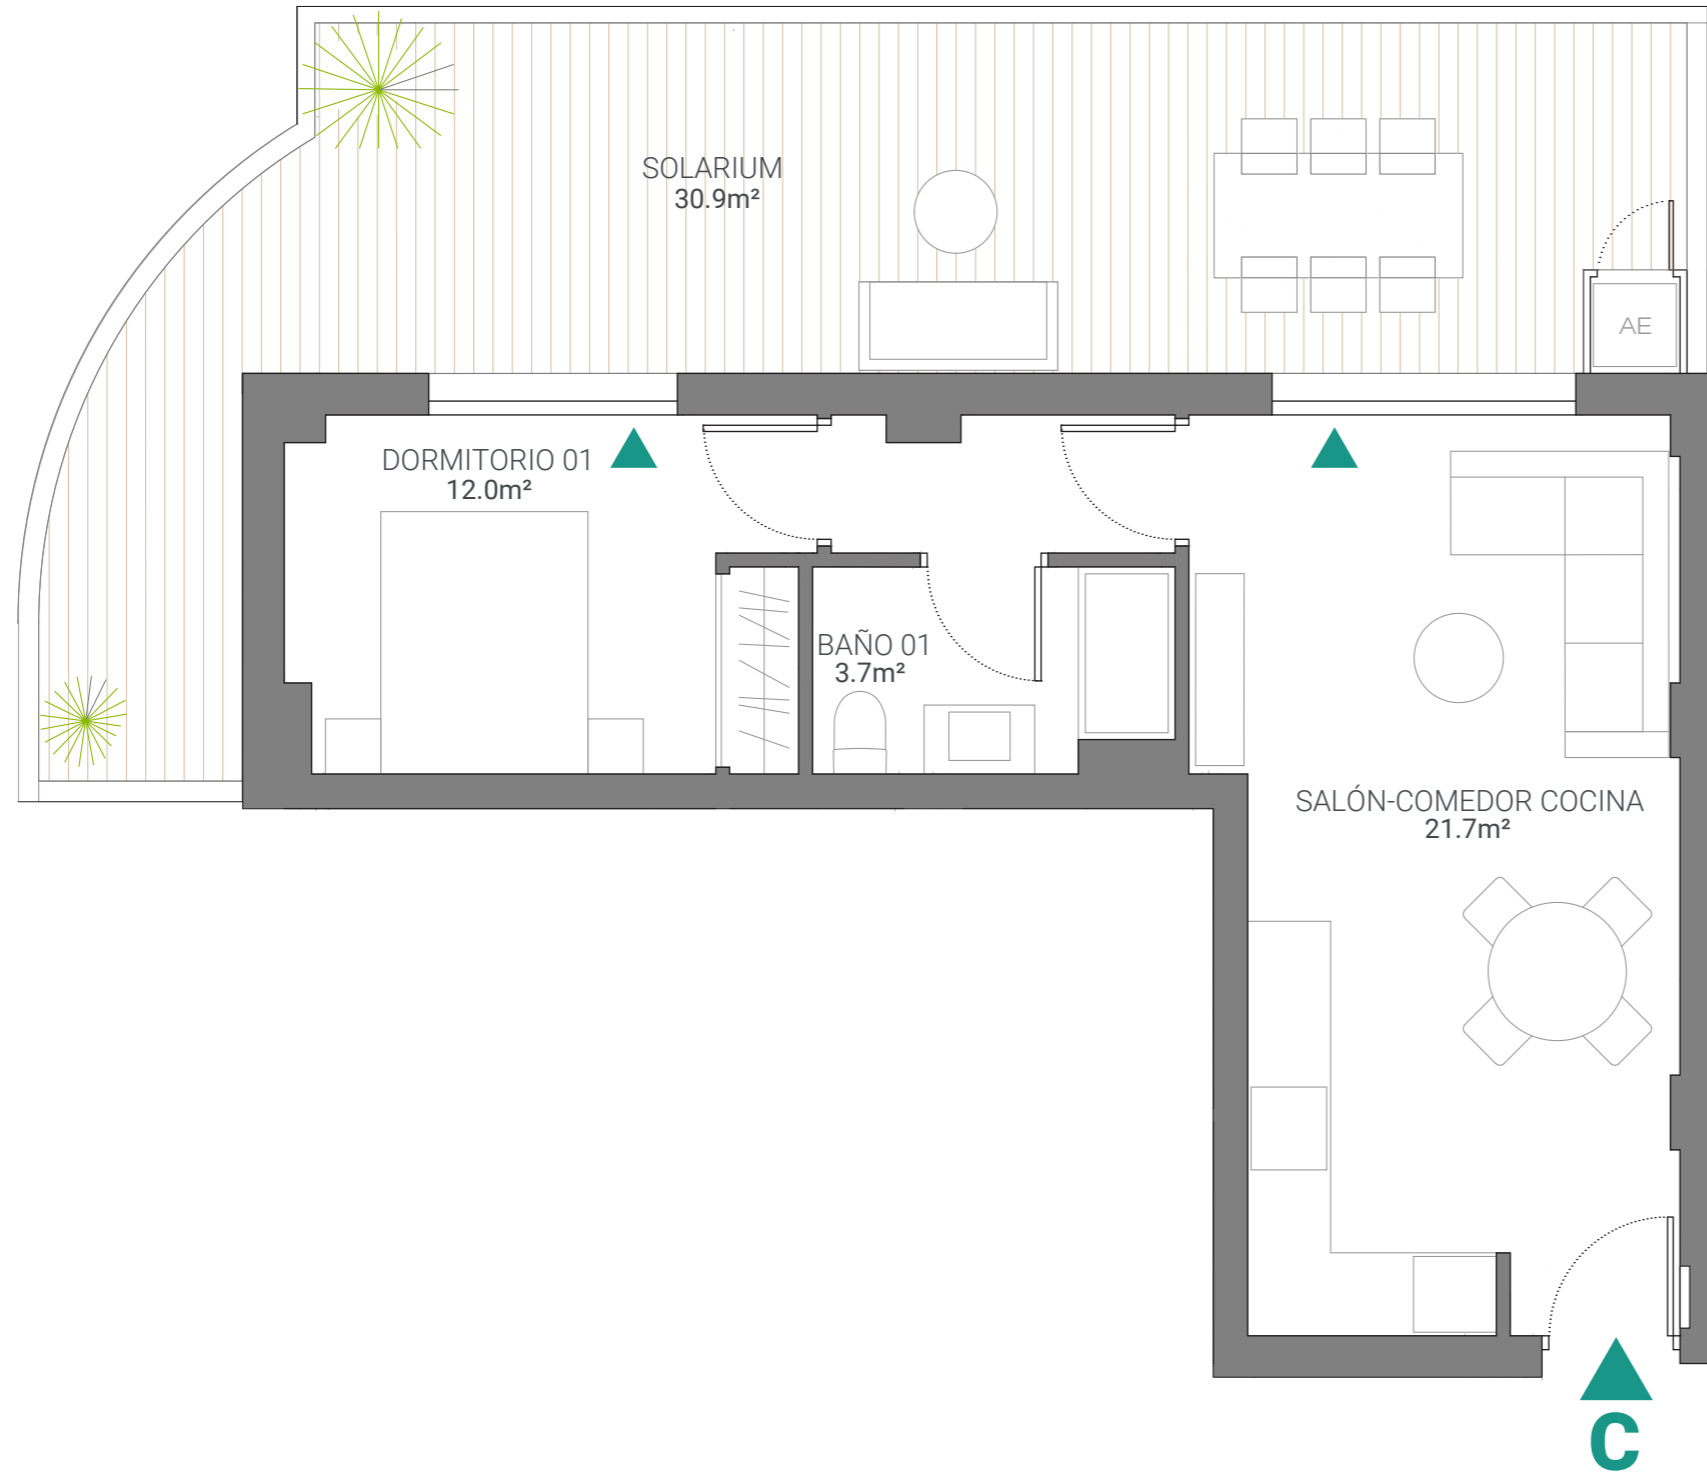 SOLARIUM
30.9m²
AE
DORMITORIO 01
12.0m²
BAÑO 01
3.7m²
SALÓN-COMEDOR COCINA
21.7m²
C